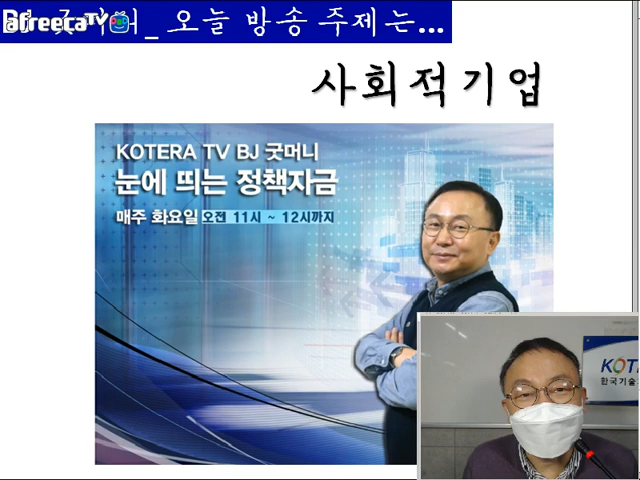 afreecaTV
_ 오늘 방송 주제는...
사회적기업
KOTERA TV BJ 굿머니
눈에 띄는 정책자금
매주 화요일 오전 11시 ~ 12시까지
한국기술